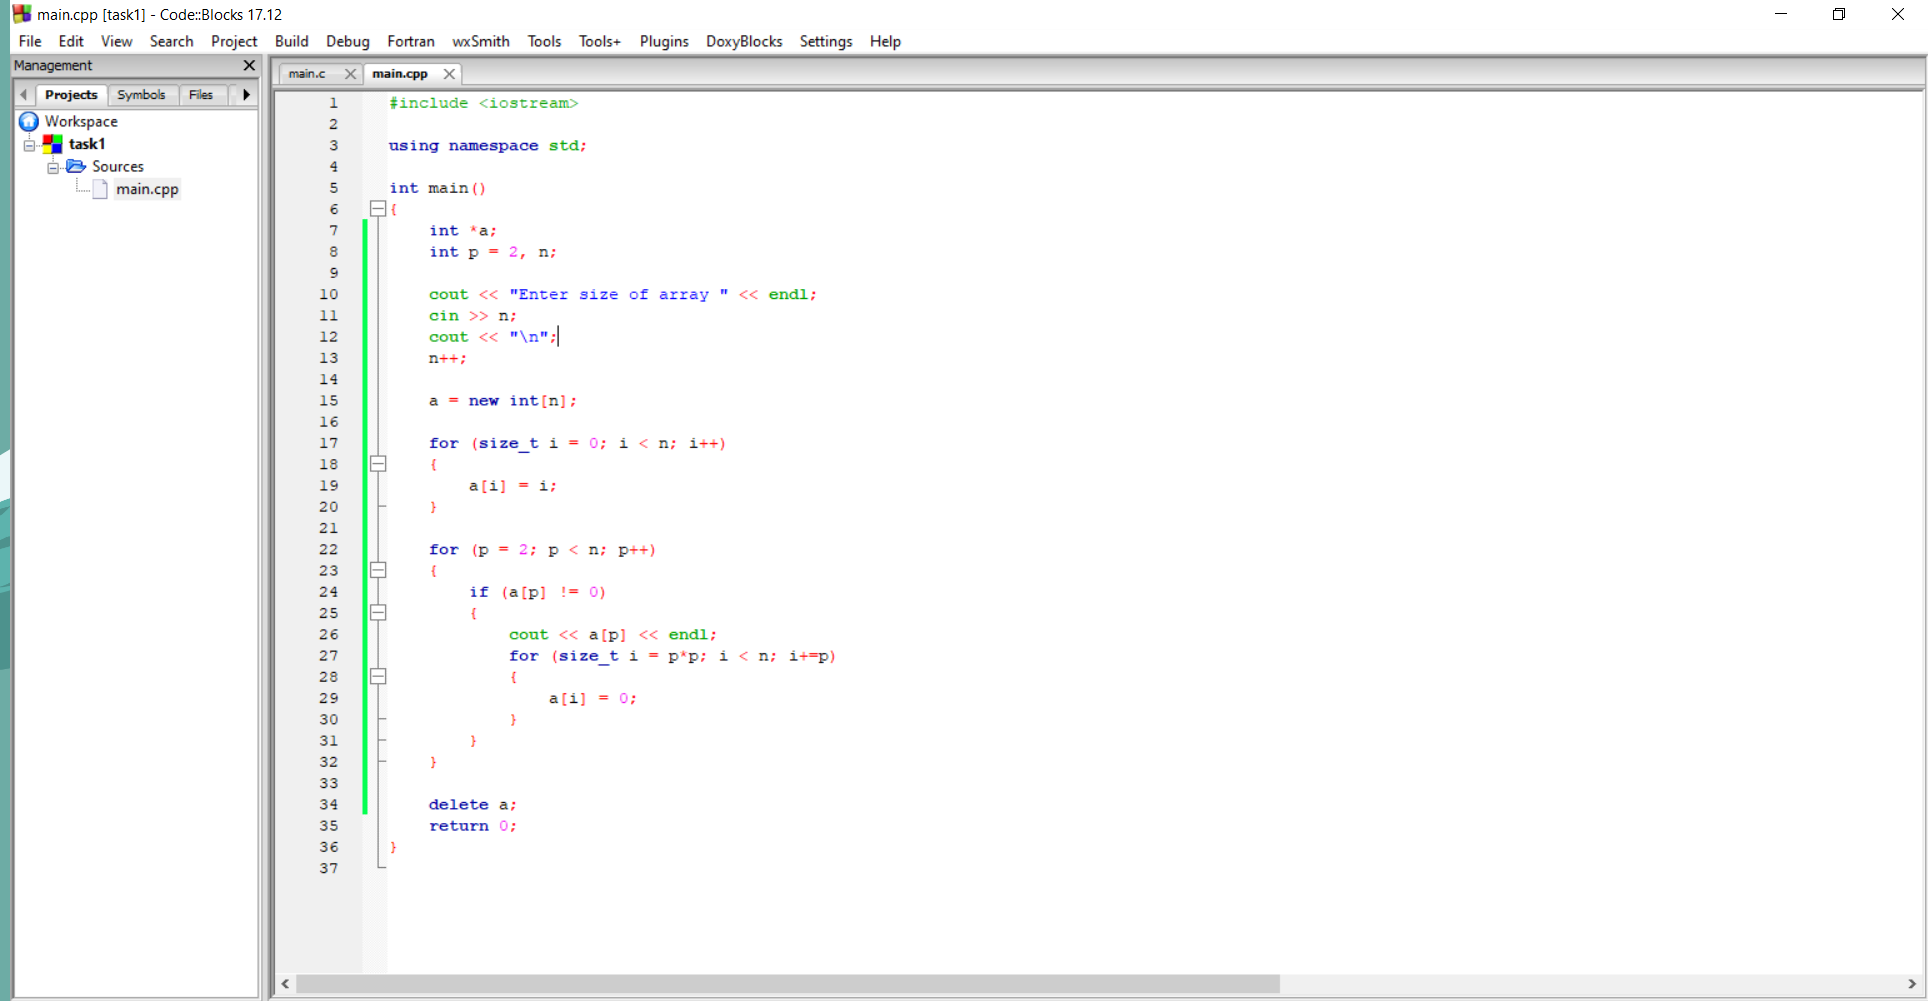 main.cpp [task1] - Code::Blocks 17.12
File Edit View Search Project Build Debug Fortran wxSmith Tools Tools+ Plugins DoxyBlocks Settings Help
Management
Projects Symbols Files
Workspace
task1
Sources
main.cpp
main.c main.cpp
1 #include <iostream>
2
3 using namespace std;
4
5 int main()
6 {
7     int *a;
8     int p = 2, n;
9
10     cout << "Enter size of array " << endl;
11     cin >> n;
12     cout << "\n";
13     n++;
14
15     a = new int[n];
16
17     for (size_t i = 0; i < n; i++)
18     {
19         a[i] = i;
20     }
21
22     for (p = 2; p < n; p++)
23     {
24         if (a[p] != 0)
25         {
26             cout << a[p] << endl;
27             for (size_t i = p*p; i < n; i+=p)
28             {
29                 a[i] = 0;
30             }
31         }
32     }
33
34     delete a;
35     return 0;
36 }
37